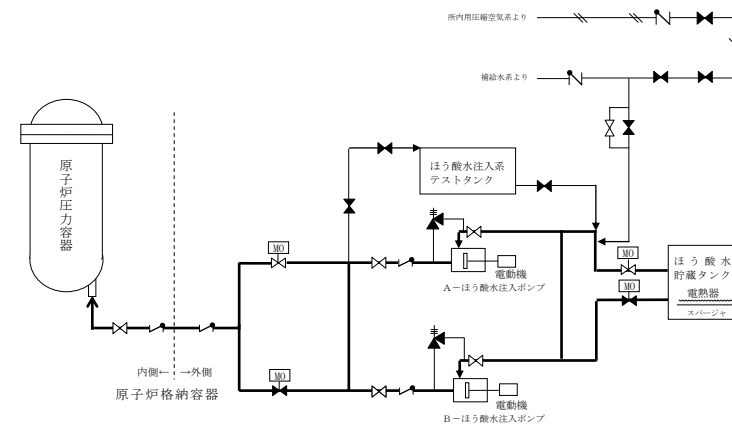 所内用圧縮空気系より
補給水系より
原子炉圧力容器
ほう酸水注入系
テストタンク
MO
MO
ほう酸水
貯蔵タンク
電熱器
スパージャ
MO
電動機
A－ほう酸水注入ポンプ
内側← →外側
原子炉格納容器
MO
電動機
B－ほう酸水注入ポンプ